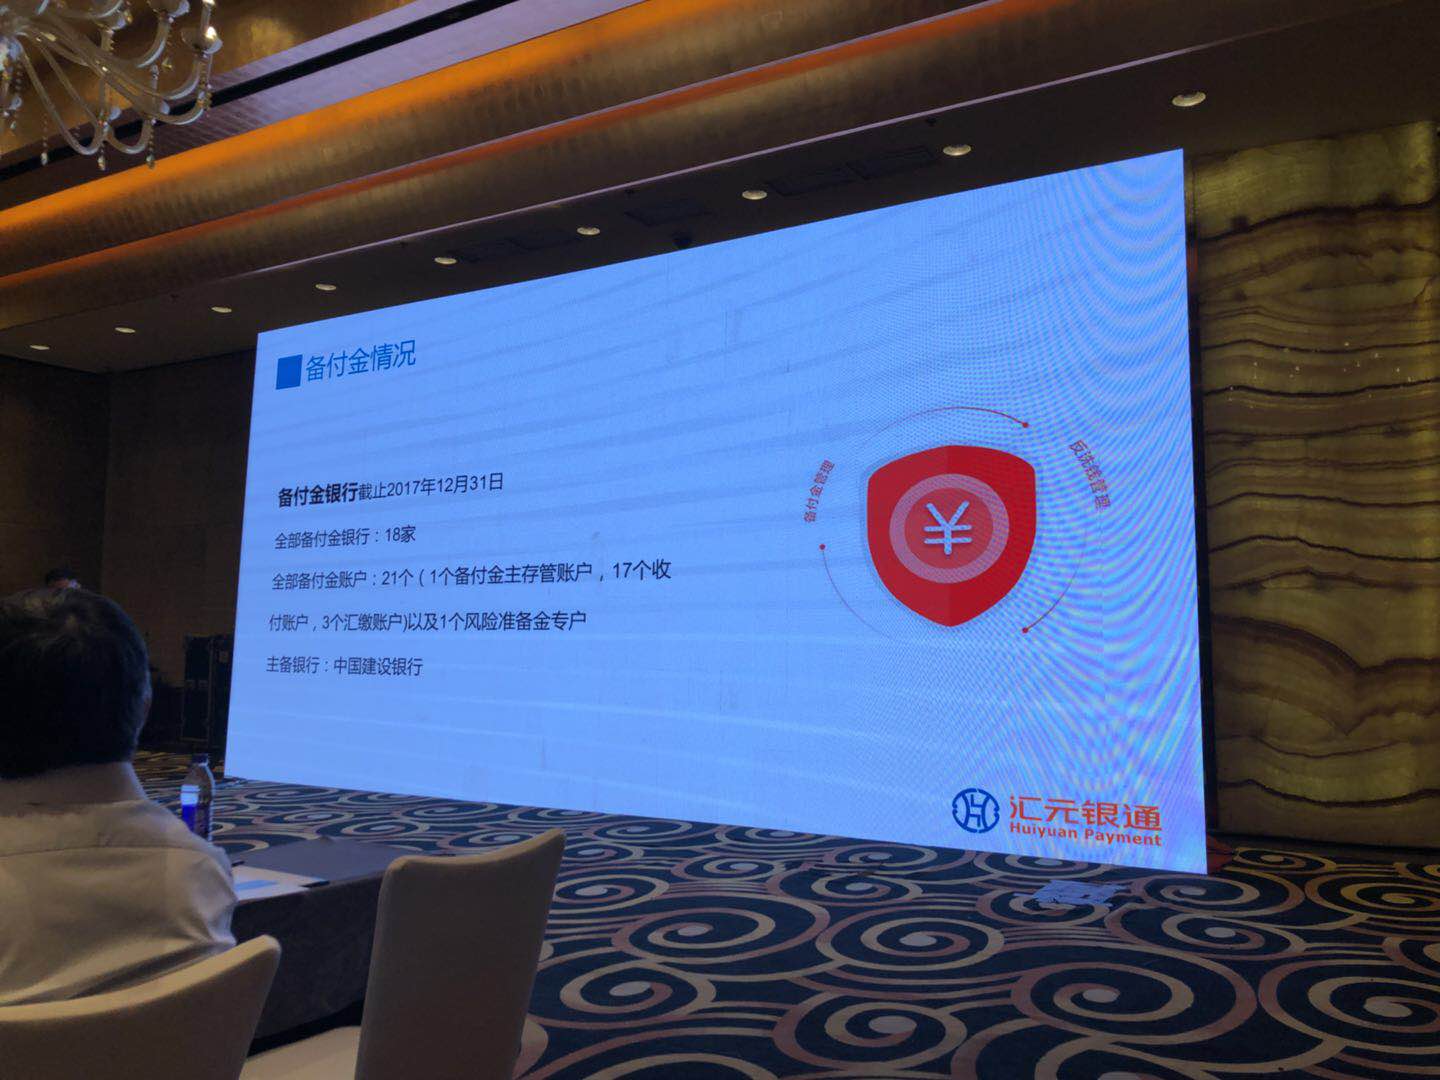 备付金情况
备付金银行截止2017年12月31日
全部备付金银行：18家
全部备付金账户：21个（1个备付金主存管账户，17个收
付账户，3个汇缴账户)以及1个风险准备金专户
主备银行：中国建设银行
备付金管理
反洗钱管理
¥
汇元银通
Huiyuan Payment